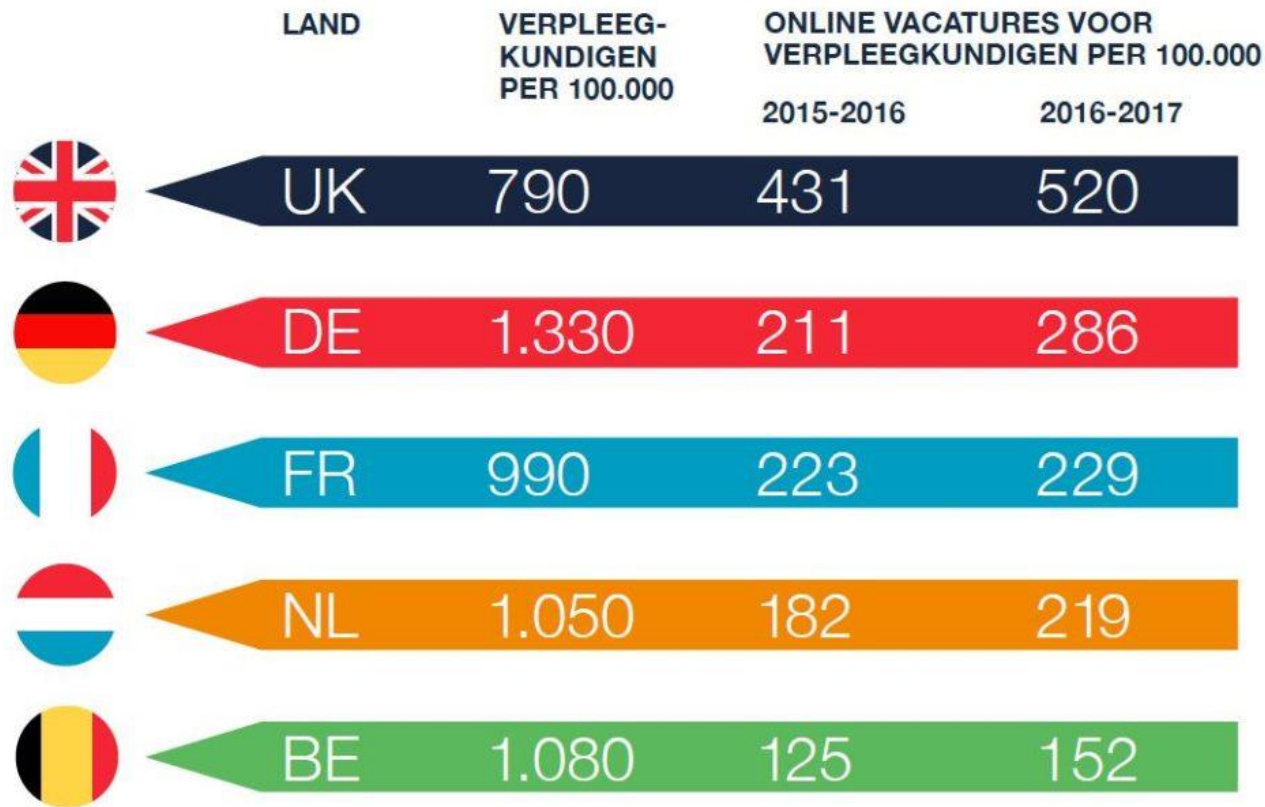 LAND
VERPLEEG-
KUNDIGEN
PER 100.000
ONLINE VACATURES VOOR
VERPLEEGKUNDIGEN PER 100.000
2015-2016 2016-2017
UK 790 431 520
DE 1.330 211 286
FR 990 223 229
NL 1.050 182 219
BE 1.080 125 152